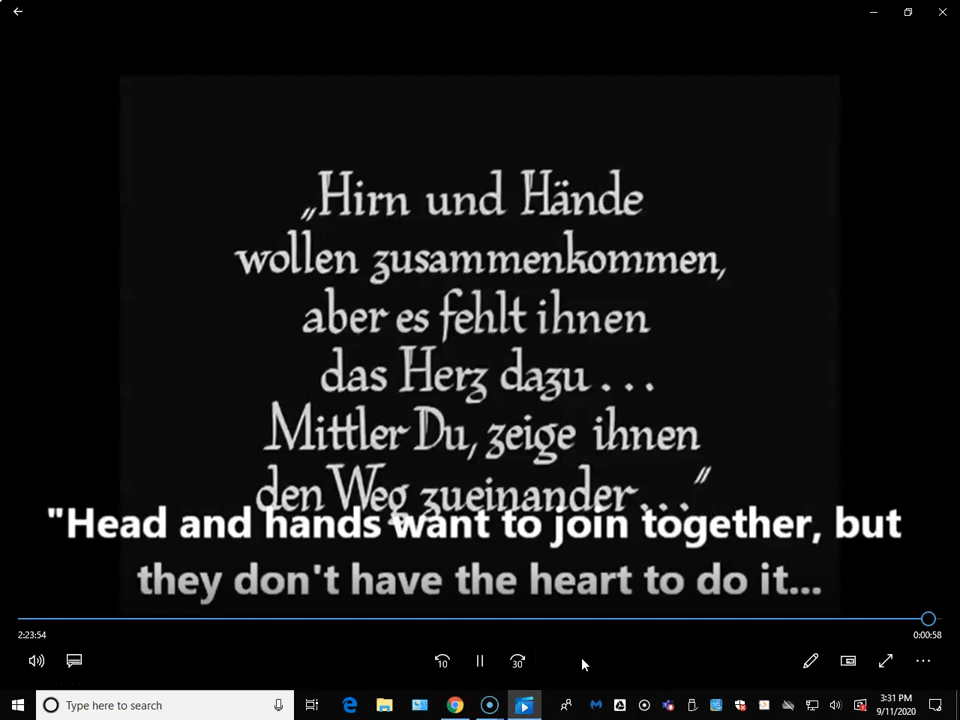 „Hirn und Hände
wollen zusammenkommen,
aber es fehlt ihnen
das Herz dazu . . .
Mittler Du, zeige ihnen
den Weg zueinander. . .“
"Head and hands want to join together, but
they don't have the heart to do it...
2:23:54
0:00:58
10
30
Type here to search
3:31 PM
9/11/2020